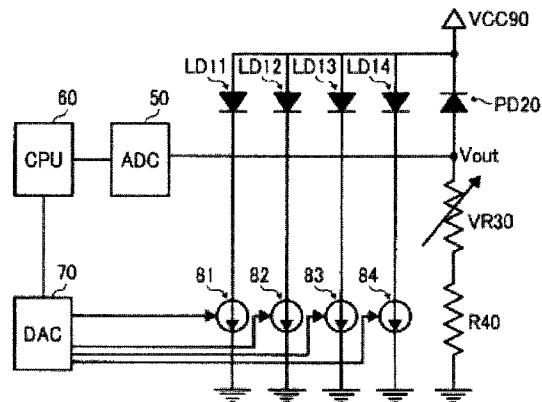 VCC90
LD11
LD12
LD13
LD14
PD20
60
50
CPU
ADC
Vout
VR30
81
82
83
84
70
DAC
R40